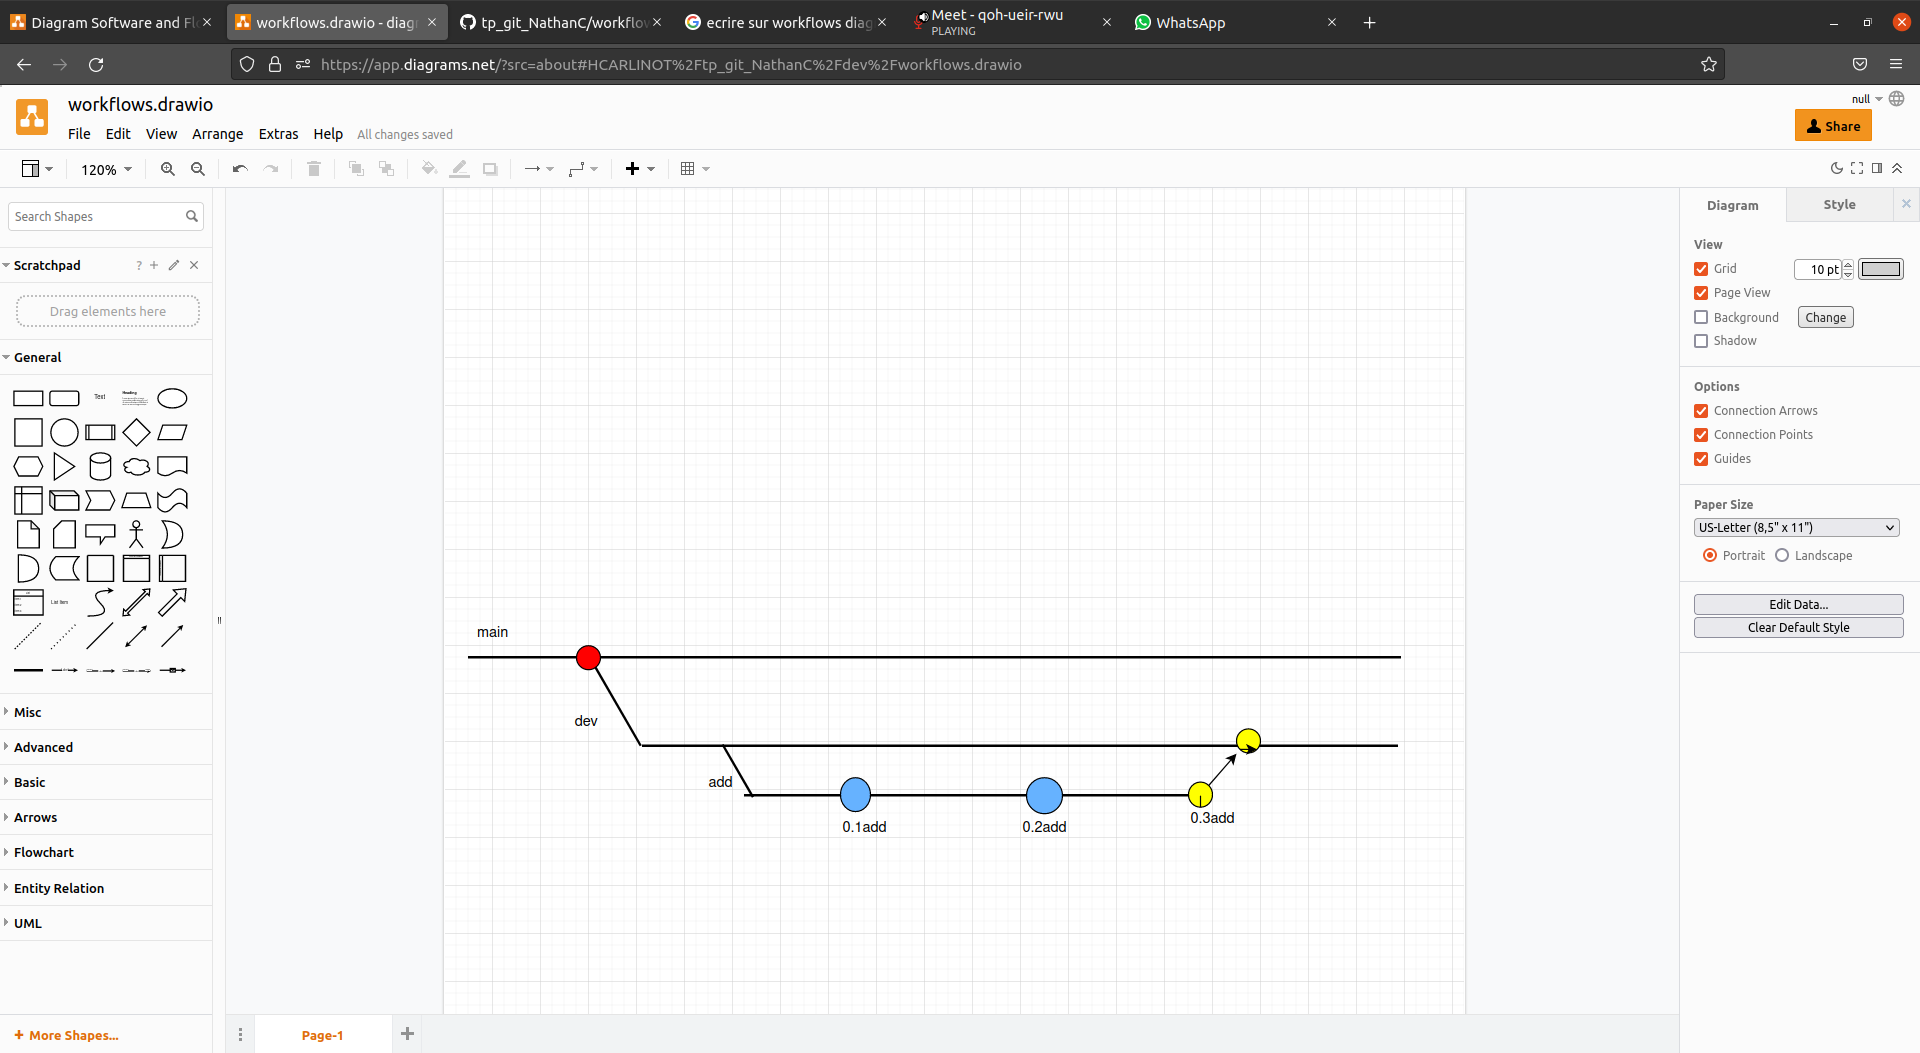 Diagram Software and Fl
workflows.drawio - diag
tp_git_NathanC/workflow
ecrire sur workflows diag
Meet - qoh-ueir-rwu
PLAYING
WhatsApp
https://app.diagrams.net/?src=about#HCARLINOT%2Ftp_git_NathanC%2Fdev%2Fworkflows.drawio
workflows.drawio
null
File Edit View Arrange Extras Help All changes saved
Share
120%
Search Shapes
Scratchpad
?
Drag elements here
General
Text
Heading
List Item
Misc
Advanced
Basic
Arrows
Flowchart
Entity Relation
UML
+ More Shapes...
main
dev
add
0.1add
0.2add
0.3add
Page-1
Diagram
Style
View
Grid
10 pt
Page View
Background
Change
Shadow
Options
Connection Arrows
Connection Points
Guides
Paper Size
US-Letter (8,5" x 11")
Portrait
Landscape
Edit Data...
Clear Default Style